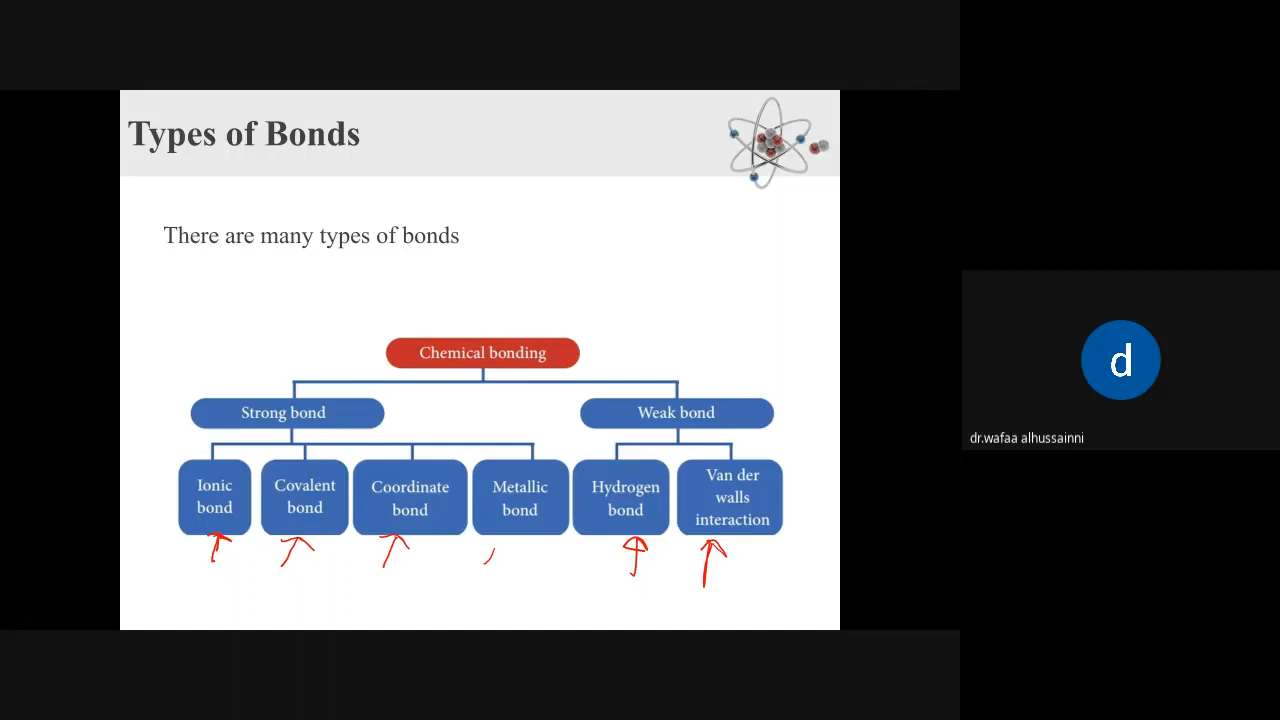 Types of Bonds
There are many types of bonds
Chemical bonding
Strong bond
Weak bond
Ionic
bond
Covalent
bond
Coordinate
bond
Metallic
bond
Hydrogen
bond
Van der
walls
interaction
d
dr.wafaa alhussainni